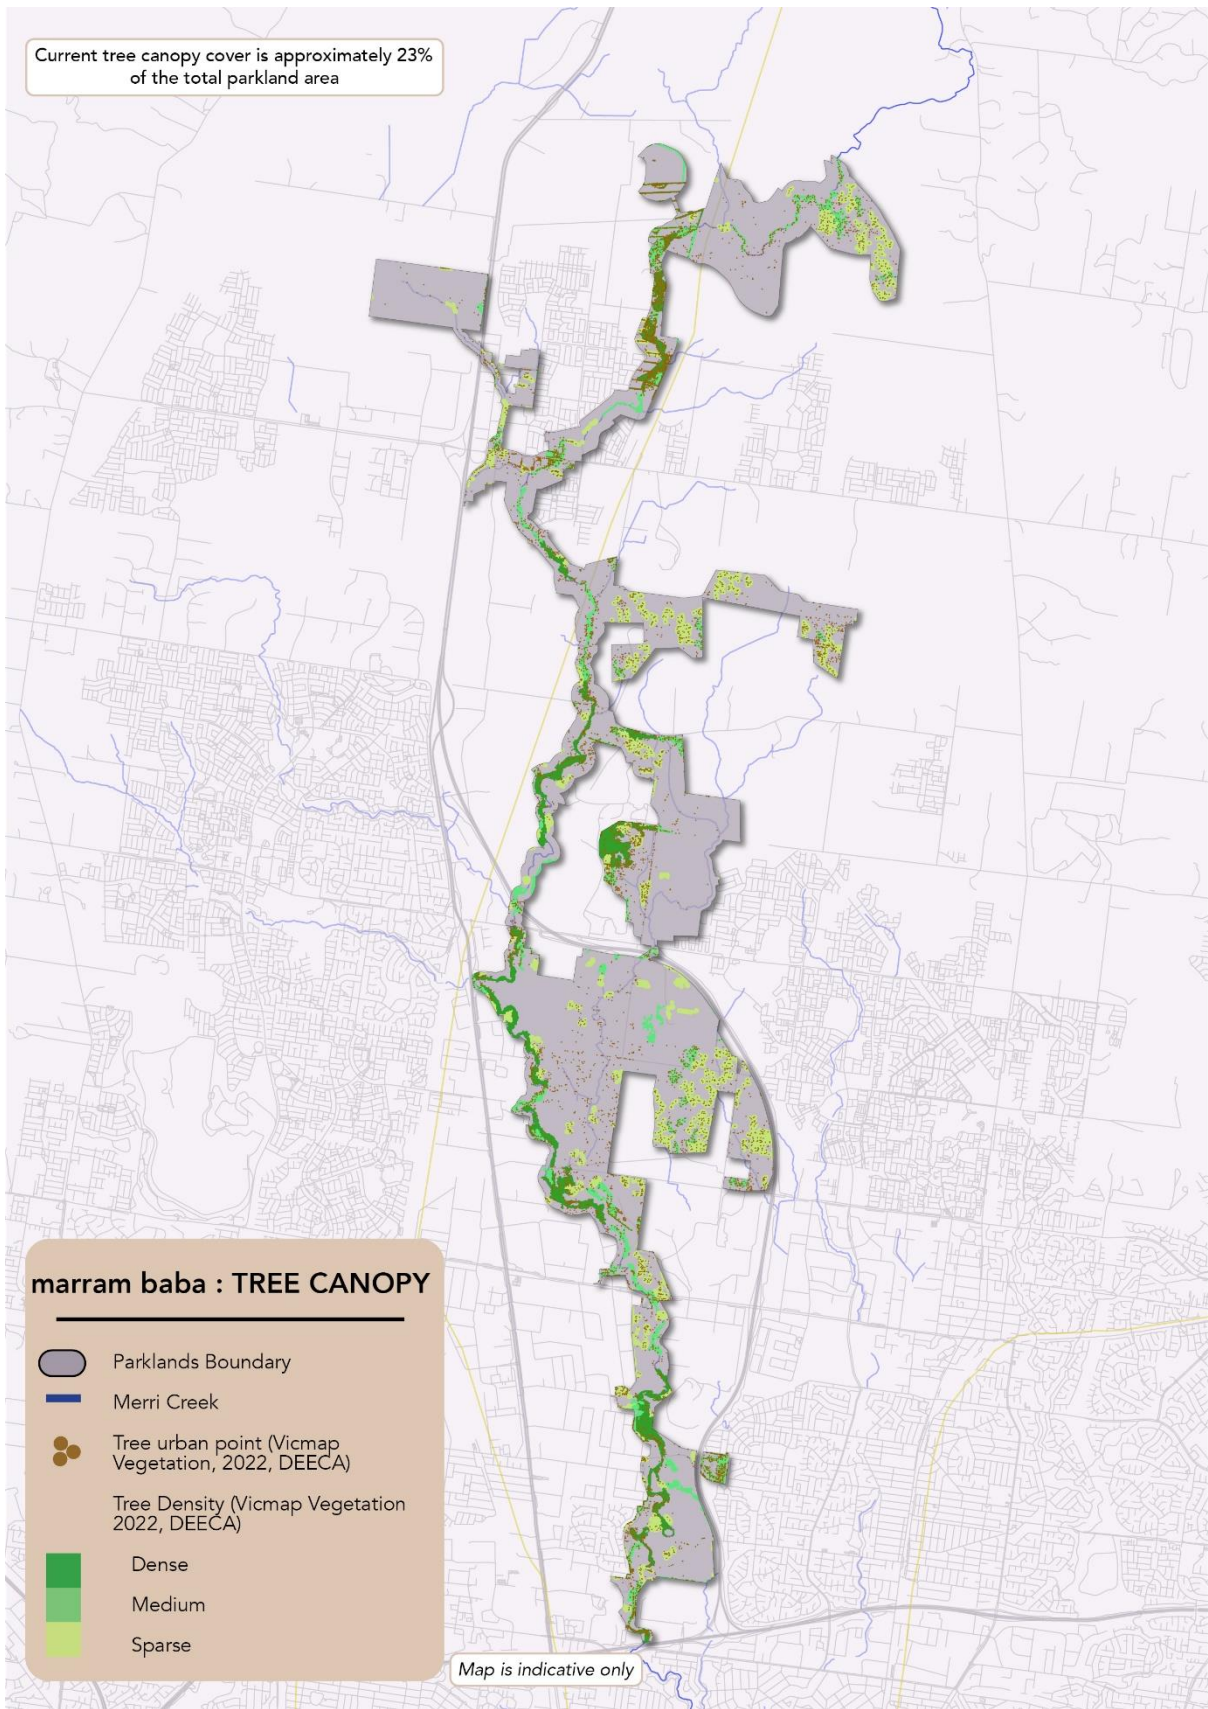 Current tree canopy cover is approximately 23%
of the total parkland area
marram baba : TREE CANOPY
Parklands Boundary
Merri Creek
Tree urban point (Vicmap
Vegetation, 2022, DEECA)
Tree Density (Vicmap Vegetation
2022, DEECA)
Dense
Medium
Sparse
Map is indicative only